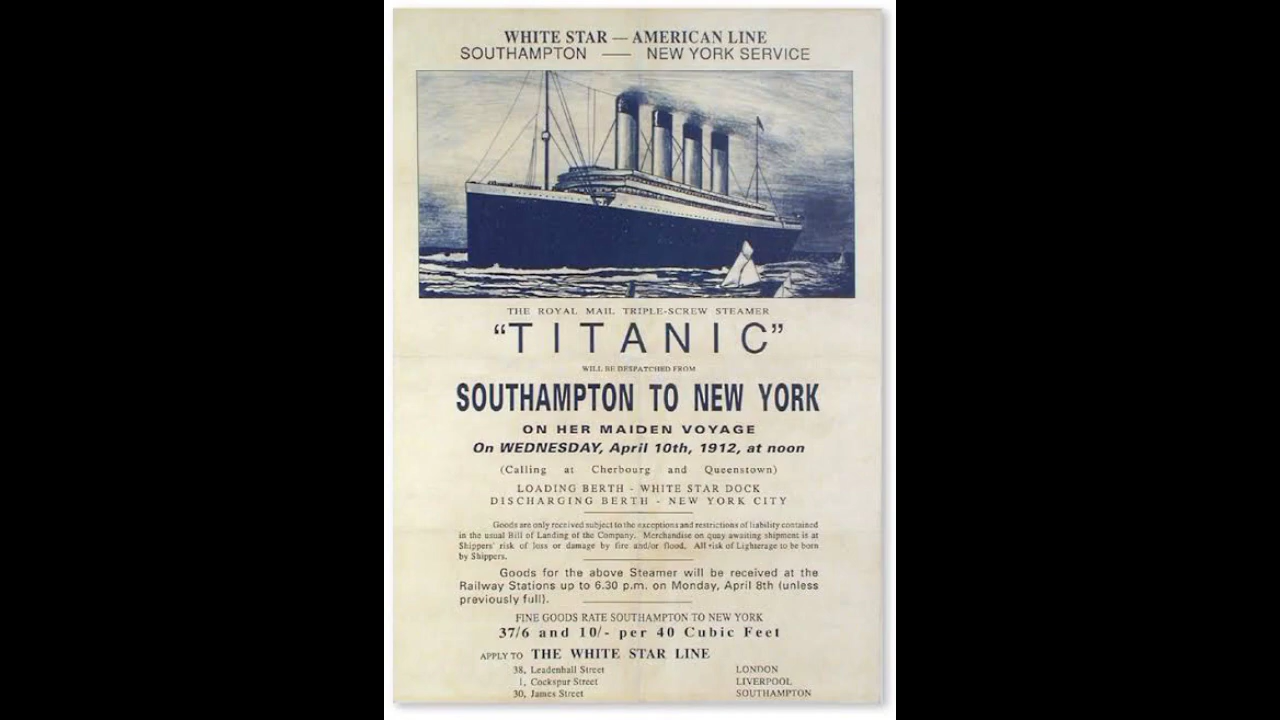 WHITE STAR — AMERICAN LINE
SOUTHAMPTON — NEW YORK SERVICE
THE ROYAL MAIL TRIPLE-SCREW STEAMER
"TITANIC"
WILL BE DESPATCHED FROM
SOUTHAMPTON TO NEW YORK
ON HER MAIDEN VOYAGE
On WEDNESDAY, April 10th, 1912, at noon
(Calling at Cherbourg and Queenstown)
LOADING BERTH - WHITE STAR DOCK
DISCHARGING BERTH - NEW YORK CITY
Goods are only received subject to the exceptions and restrictions of liability contained
in the usual Bill of Landing of the Company. Merchandise on quay awaiting shipment is at
Shippers' risk of loss or damage by fire and/or flood. All risk of Lighterage to be born
by Shippers.
Goods for the above Steamer will be received at the
Railway Stations up to 6.30 p.m. on Monday, April 8th (unless
previously full).
FINE GOODS RATE SOUTHAMPTON TO NEW YORK
37/6 and 10/- per 40 Cubic Feet
APPLY TO THE WHITE STAR LINE
38, Leadenhall Street LONDON
1, Cockspur Street LIVERPOOL
30, James Street SOUTHAMPTON